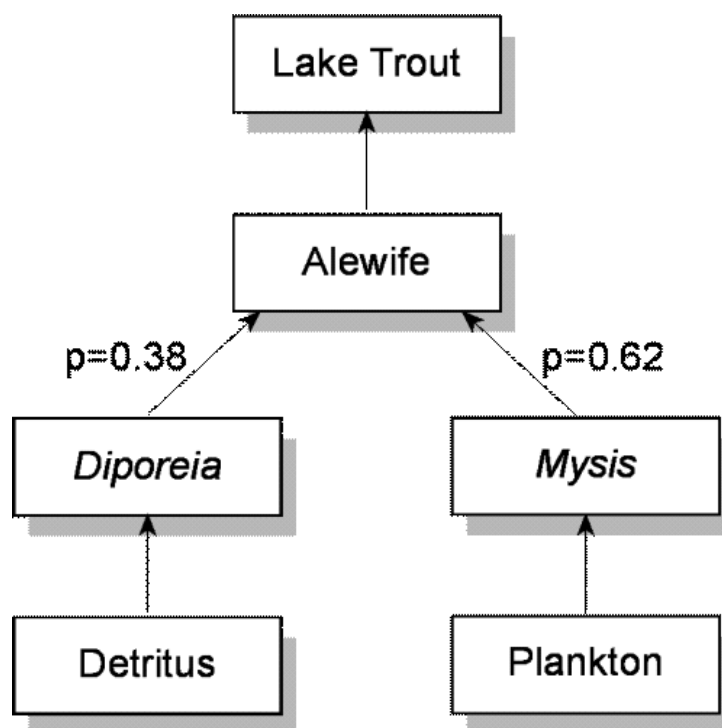 Lake Trout
Alewife
p=0.38
p=0.62
Diporeia
Mysis
Detritus
Plankton